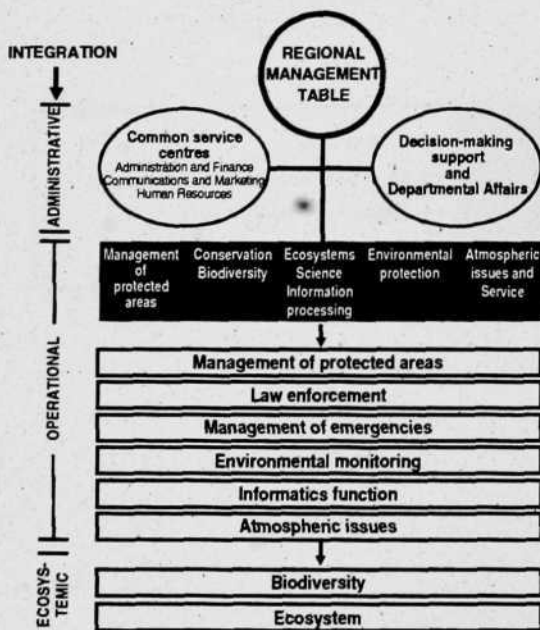 INTEGRATION
REGIONAL
MANAGEMENT
TABLE
ADMINISTRATIVE
Common service
centres
Administration and Finance
Communications and Marketing
Human Resources
Decision-making
support
and
Departmental Affairs
OPERATIONAL
Management
of
protected
areas
Conservation
Biodiversity
Ecosystems
Science
Information
processing
Environmental
protection
Atmospheric
issues and
Service
Management of protected areas
Law enforcement
Management of emergencies
Environmental monitoring
Informatics function
Atmospheric issues
ECOSYS-
TEMIC
Biodiversity
Ecosystem